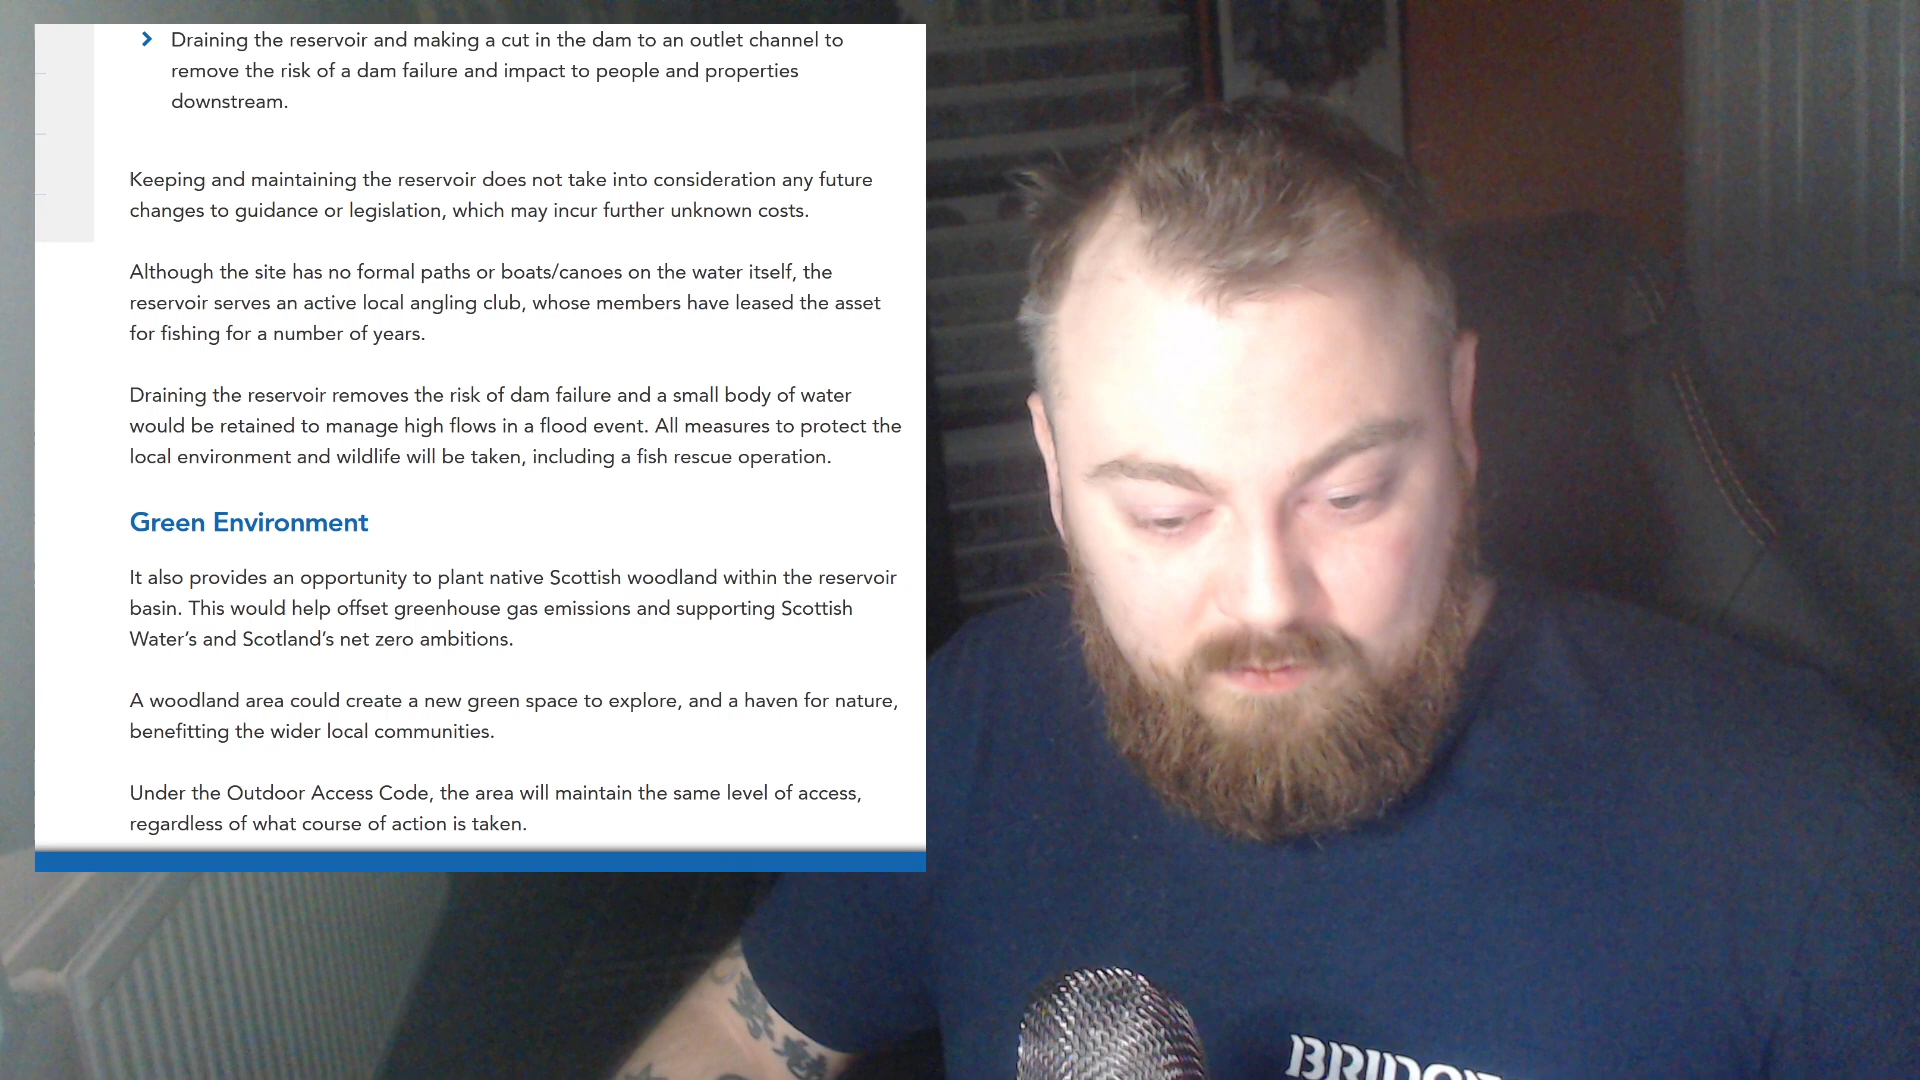 Draining the reservoir and making a cut in the dam to an outlet channel to
remove the risk of a dam failure and impact to people and properties
downstream.
Keeping and maintaining the reservoir does not take into consideration any future
changes to guidance or legislation, which may incur further unknown costs.
Although the site has no formal paths or boats/canoes on the water itself, the
reservoir serves an active local angling club, whose members have leased the asset
for fishing for a number of years.
Draining the reservoir removes the risk of dam failure and a small body of water
would be retained to manage high flows in a flood event. All measures to protect the
local environment and wildlife will be taken, including a fish rescue operation.
Green Environment
It also provides an opportunity to plant native Scottish woodland within the reservoir
basin. This would help offset greenhouse gas emissions and supporting Scottish
Water’s and Scotland’s net zero ambitions.
A woodland area could create a new green space to explore, and a haven for nature,
benefitting the wider local communities.
Under the Outdoor Access Code, the area will maintain the same level of access,
regardless of what course of action is taken.